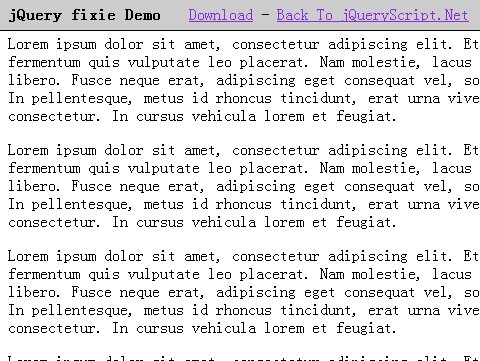 jQuery fixie Demo Download - Back To jQueryScript.Net
Lorem ipsum dolor sit amet, consectetur adipiscing elit. Et
fermentum quis vulputate leo placerat. Nam molestie, lacus
libero. Fusce neque erat, adipiscing eget consequat vel, so
In pellentesque, metus id rhoncus tincidunt, erat urna vive
consectetur. In cursus vehicula lorem et feugiat.
Lorem ipsum dolor sit amet, consectetur adipiscing elit. Et
fermentum quis vulputate leo placerat. Nam molestie, lacus
libero. Fusce neque erat, adipiscing eget consequat vel, so
In pellentesque, metus id rhoncus tincidunt, erat urna vive
consectetur. In cursus vehicula lorem et feugiat.
Lorem ipsum dolor sit amet, consectetur adipiscing elit. Et
fermentum quis vulputate leo placerat. Nam molestie, lacus
libero. Fusce neque erat, adipiscing eget consequat vel, so
In pellentesque, metus id rhoncus tincidunt, erat urna vive
consectetur. In cursus vehicula lorem et feugiat.